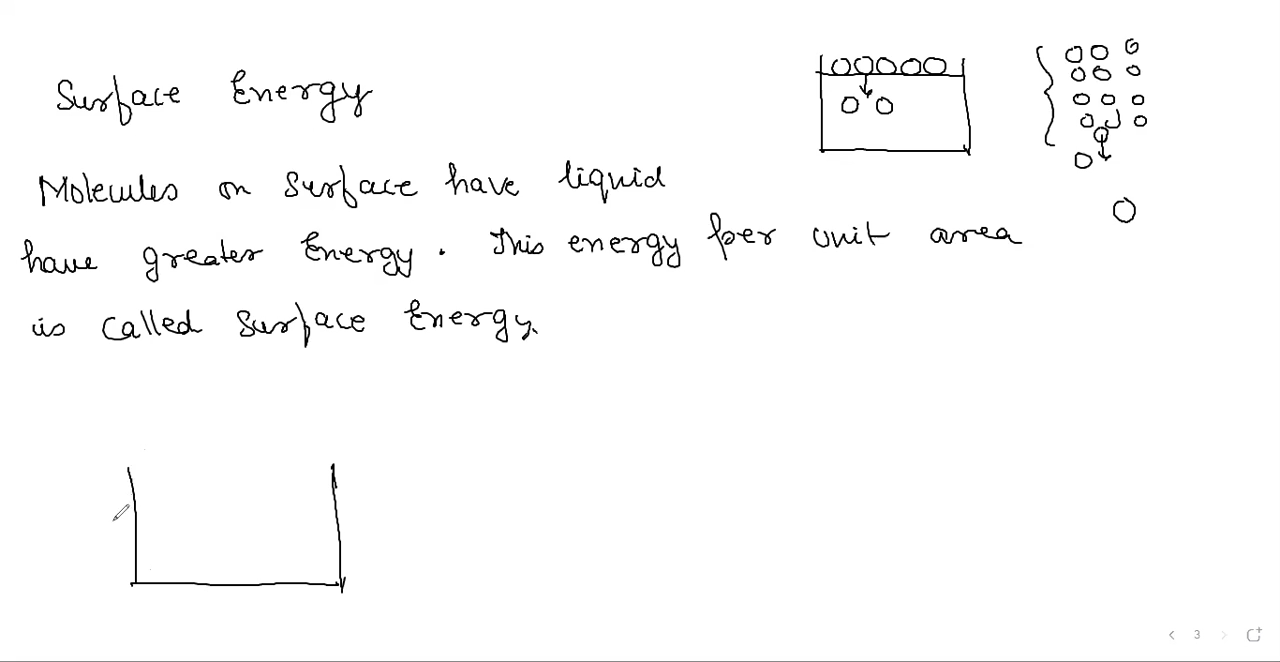 Surface Energy
Molecules on Surface have liquid
have greater Energy. This energy per unit area
is called Surface Energy.
3